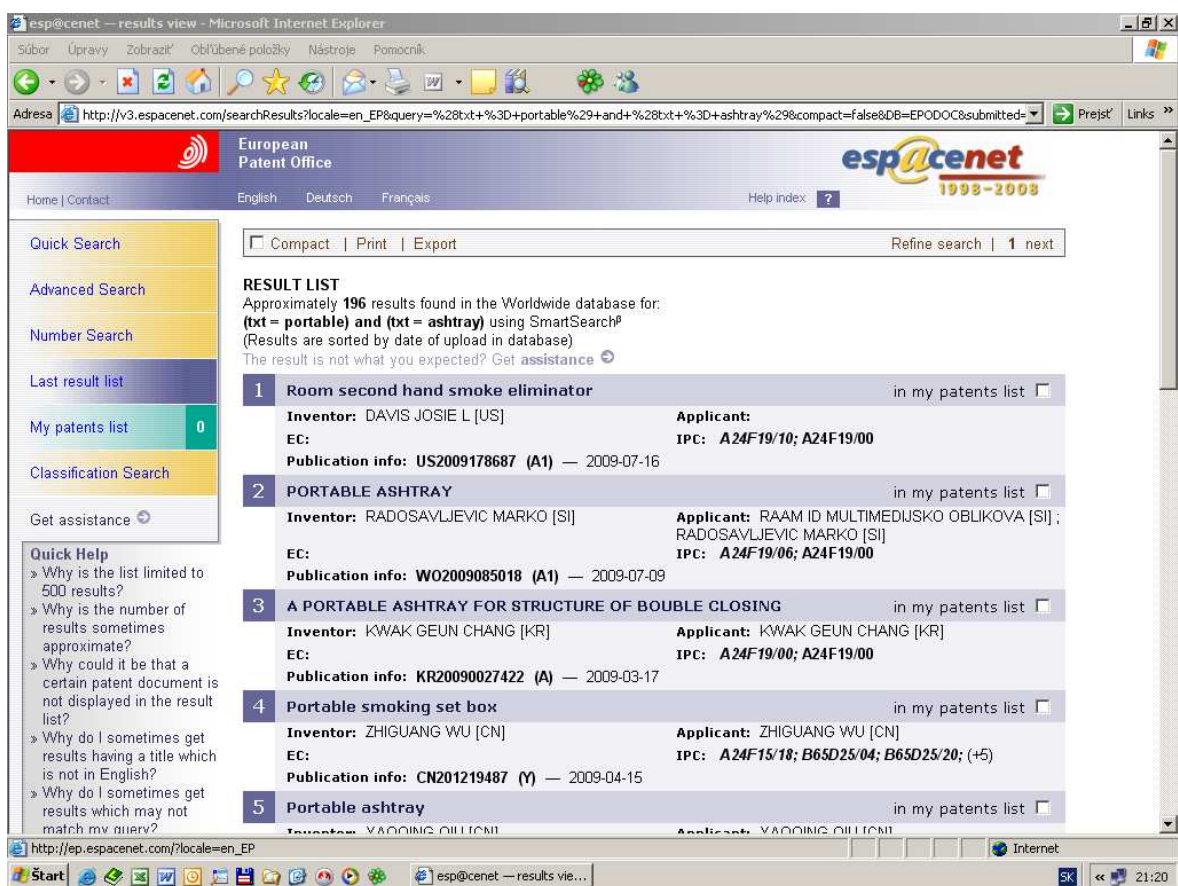 esp@cenet — results view - Microsoft Internet Explorer
Súbor Úpravy Zobraziť Obľúbené položky Nástroje Pomocník
Adresa http://v3.espacenet.com/searchResults?locale=en_EP&query=%28txt+%3D+portable%29+and+%28txt+%3D+ashtray%29&compact=false&DB=EPODOC&submitted= Prejsť Links »
European
Patent Office
esp@cenet
1998-2008
Home | Contact
English Deutsch Français
Help index ?
Quick Search
Advanced Search
Number Search
Last result list
My patents list 0
Classification Search
Get assistance
Quick Help
» Why is the list limited to
500 results?
» Why is the number of
results sometimes
approximate?
» Why could it be that a
certain patent document is
not displayed in the result
list?
» Why do I sometimes get
results having a title which
is not in English?
» Why do I sometimes get
results which may not
match my query?
Compact | Print | Export
Refine search | 1 next
RESULT LIST
Approximately 196 results found in the Worldwide database for:
(txt = portable) and (txt = ashtray) using SmartSearchᵝ
(Results are sorted by date of upload in database)
The result is not what you expected? Get assistance
1 Room second hand smoke eliminator in my patents list
Inventor: DAVIS JOSIE L [US] Applicant:
EC: IPC: A24F19/10; A24F19/00
Publication info: US2009178687 (A1) — 2009-07-16
2 PORTABLE ASHTRAY in my patents list
Inventor: RADOSAVLJEVIC MARKO [SI] Applicant: RAAM ID MULTIMEDIJSKO OBLIKOVA [SI] ;
RADOSAVLJEVIC MARKO [SI]
EC: IPC: A24F19/06; A24F19/00
Publication info: WO2009085018 (A1) — 2009-07-09
3 A PORTABLE ASHTRAY FOR STRUCTURE OF BOUBLE CLOSING in my patents list
Inventor: KWAK GEUN CHANG [KR] Applicant: KWAK GEUN CHANG [KR]
EC: IPC: A24F19/00; A24F19/00
Publication info: KR20090027422 (A) — 2009-03-17
4 Portable smoking set box in my patents list
Inventor: ZHIGUANG WU [CN] Applicant: ZHIGUANG WU [CN]
EC: IPC: A24F15/18; B65D25/04; B65D25/20; (+5)
Publication info: CN201219487 (Y) — 2009-04-15
5 Portable ashtray in my patents list
Inventor: YAOQING QIU [CN] Applicant: YAOQING QIU [CN]
http://ep.espacenet.com/?locale=en_EP
Internet
Štart esp@cenet — results vie... SK « 21:20